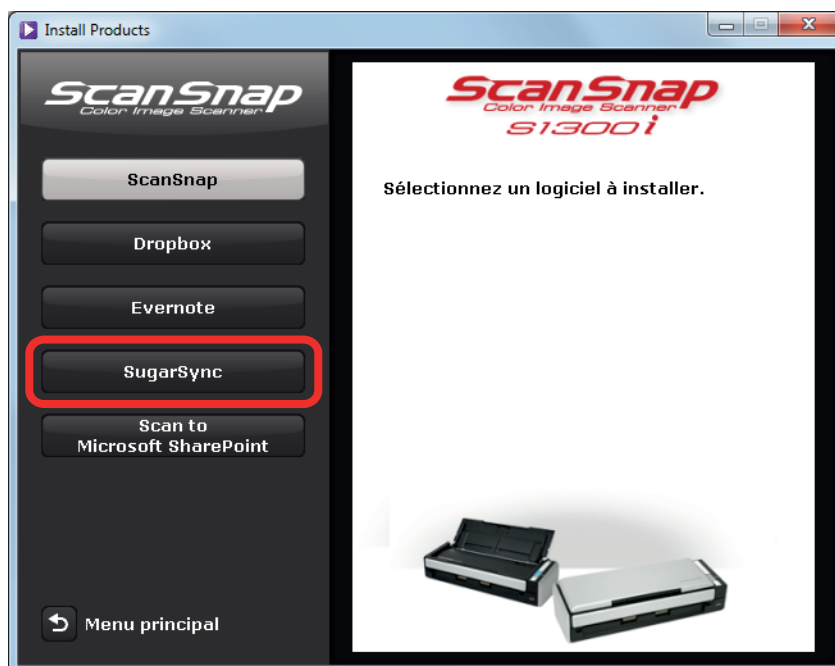 Install Products
ScanSnap
Color Image Scanner
ScanSnap
Dropbox
Evernote
SugarSync
Scan to
Microsoft SharePoint
Menu principal
ScanSnap
Color Image Scanner
S1300i
Sélectionnez un logiciel à installer.